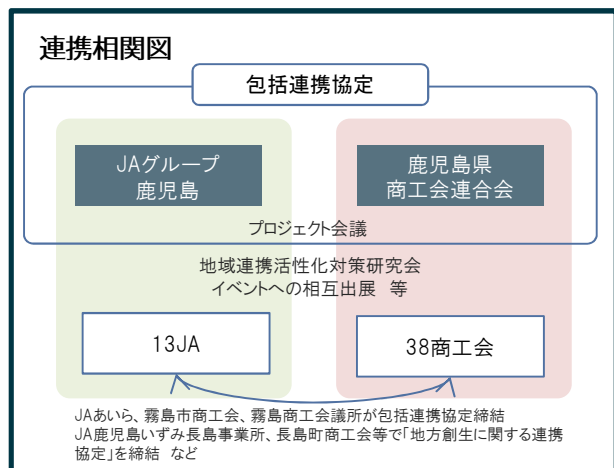 連携相関図
包括連携協定
JAグループ
鹿児島
鹿児島県
商工会連合会
プロジェクト会議
地域連携活性化対策研究会
イベントへの相互出展　等
13JA
38商工会
JAあいら、霧島市商工会、霧島商工会議所が包括連携協定締結
JA鹿児島いずみ長島事業所、長島町商工会等で「地方創生に関する連携
協定」を締結　など